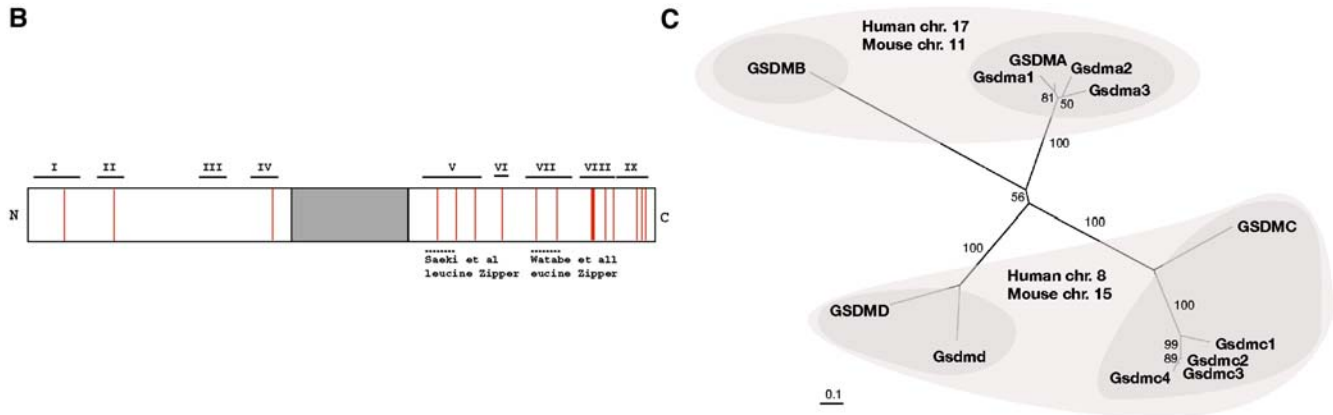 B
I II III IV V VI VII VIII IX
N C
Saeki et al Watabe et all
leucine Zipper eucine Zipper
C
Human chr. 17
Mouse chr. 11
GSDMB
GSDMA
Gsdma1
Gsdma2
Gsdma3
81 50
100
56
100
100
GSDMC
Human chr. 8
Mouse chr. 15
GSDMD
Gsdmd
100
99
89
Gsdmc1
Gsdmc2
Gsdmc3
Gsdmc4
0.1